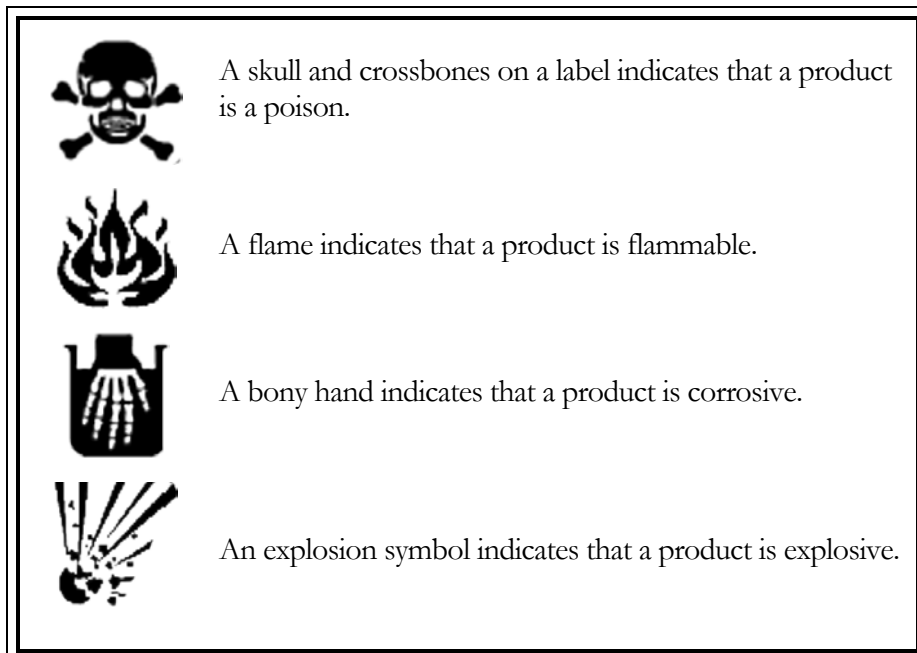 A skull and crossbones on a label indicates that a product
is a poison.
A flame indicates that a product is flammable.
A bony hand indicates that a product is corrosive.
An explosion symbol indicates that a product is explosive.